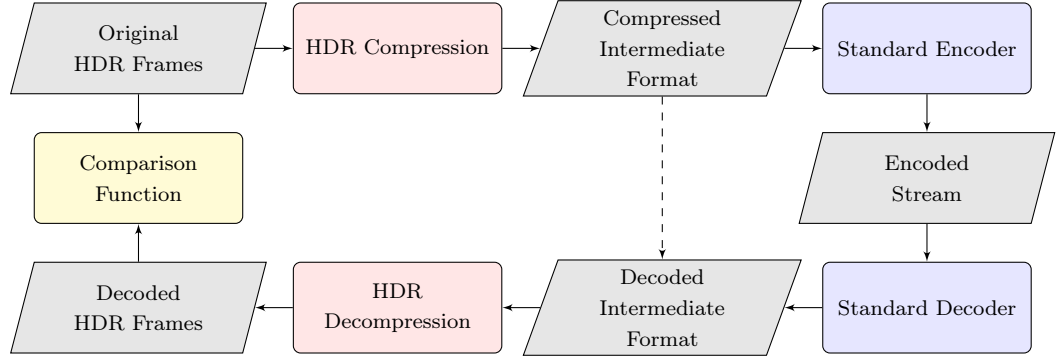 Original
HDR Frames
HDR Compression
Compressed
Intermediate
Format
Standard Encoder
Comparison
Function
Encoded
Stream
Decoded
HDR Frames
HDR
Decompression
Decoded
Intermediate
Format
Standard Decoder